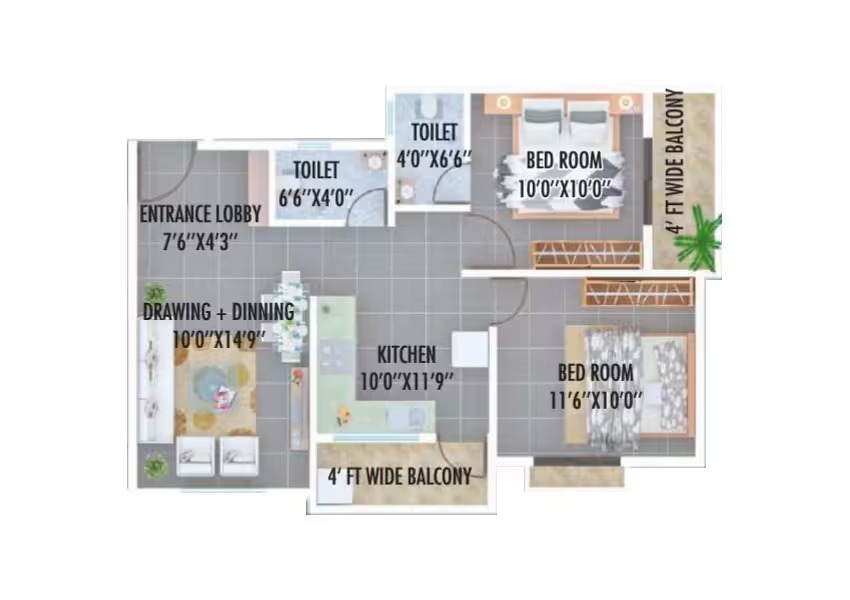 TOILET
4'0"X6'6"
BED ROOM
10'0"X10'0"
4' FT WIDE BALCONY
TOILET
6'6"X4'0"
ENTRANCE LOBBY
7'6"X4'3"
DRAWING + DINNING
10'0"X14'9"
KITCHEN
10'0"X11'9"
BED ROOM
11'6"X10'0"
4' FT WIDE BALCONY